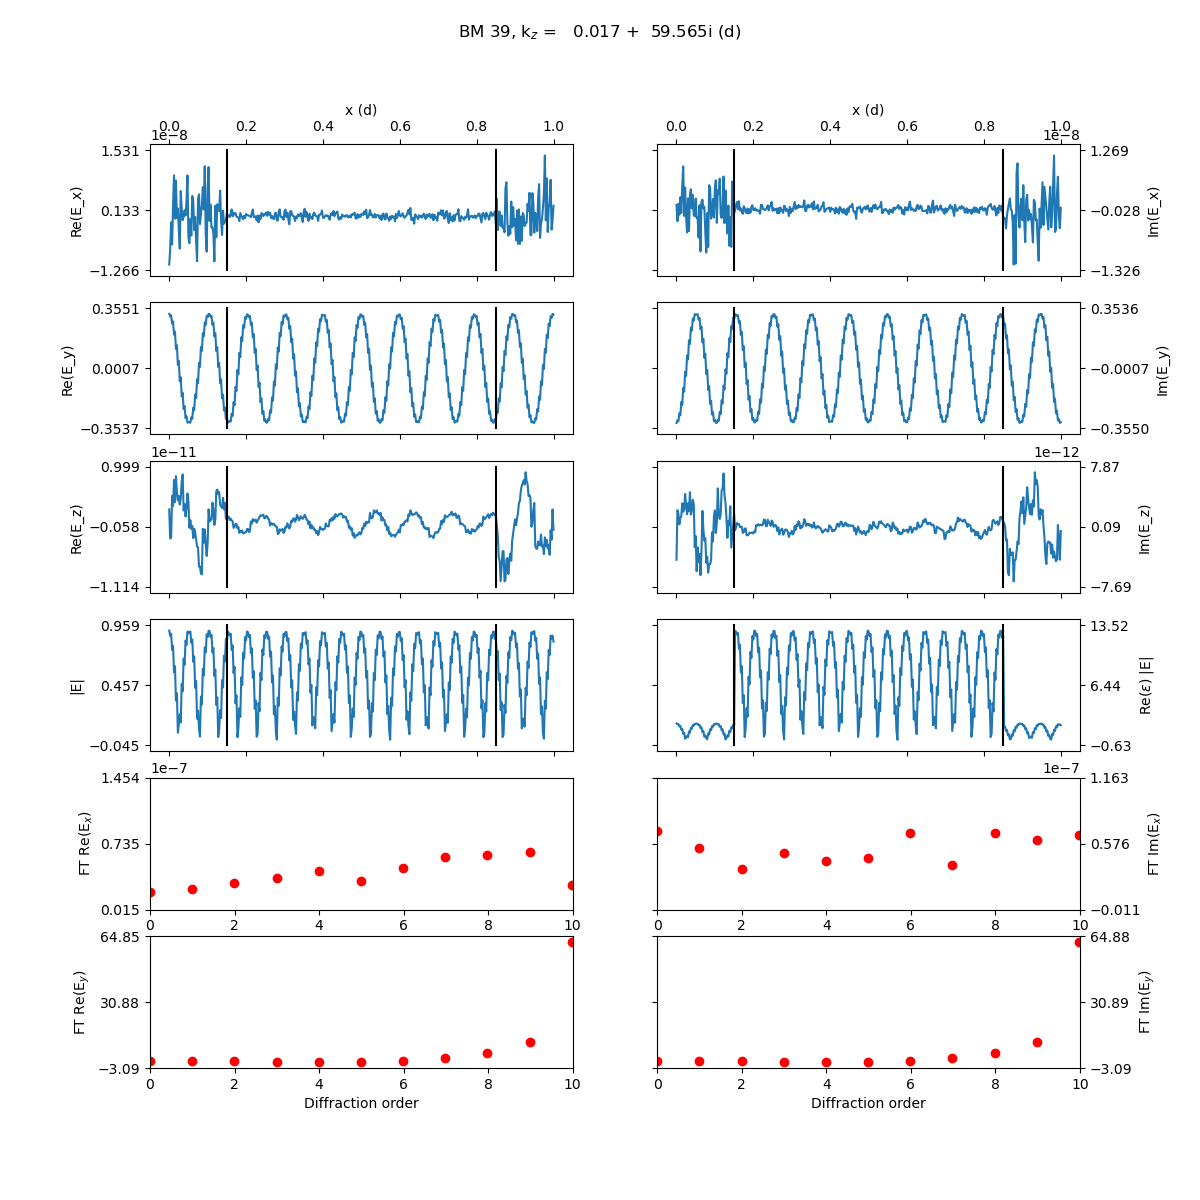 BM 39, k_z = 0.017 + 59.565i (d)
x (d) x (d)
0.0 0.2 0.4 0.6 0.8 1.0 0.0 0.2 0.4 0.6 0.8 1.0
1e−8 1e−8
1.531 1.269
0.133 −0.028
−1.266 −1.326
Re(E_x) Im(E_x)
0.3551 0.3536
0.0007 −0.0007
−0.3537 −0.3550
Re(E_y) Im(E_y)
1e−11 1e−12
0.999 7.87
−0.058 0.09
−1.114 −7.69
Re(E_z) Im(E_z)
0.959 13.52
0.457 6.44
−0.045 −0.63
|E| Re(ε) |E|
1e−7 1e−7
1.454 1.163
0.735 0.576
0.015 −0.011
FT Re(E_x) FT Im(E_x)
0 2 4 6 8 10 0 2 4 6 8 10
64.85 64.88
30.88 30.89
−3.09 −3.09
FT Re(E_y) FT Im(E_y)
0 2 4 6 8 10 0 2 4 6 8 10
Diffraction order Diffraction order